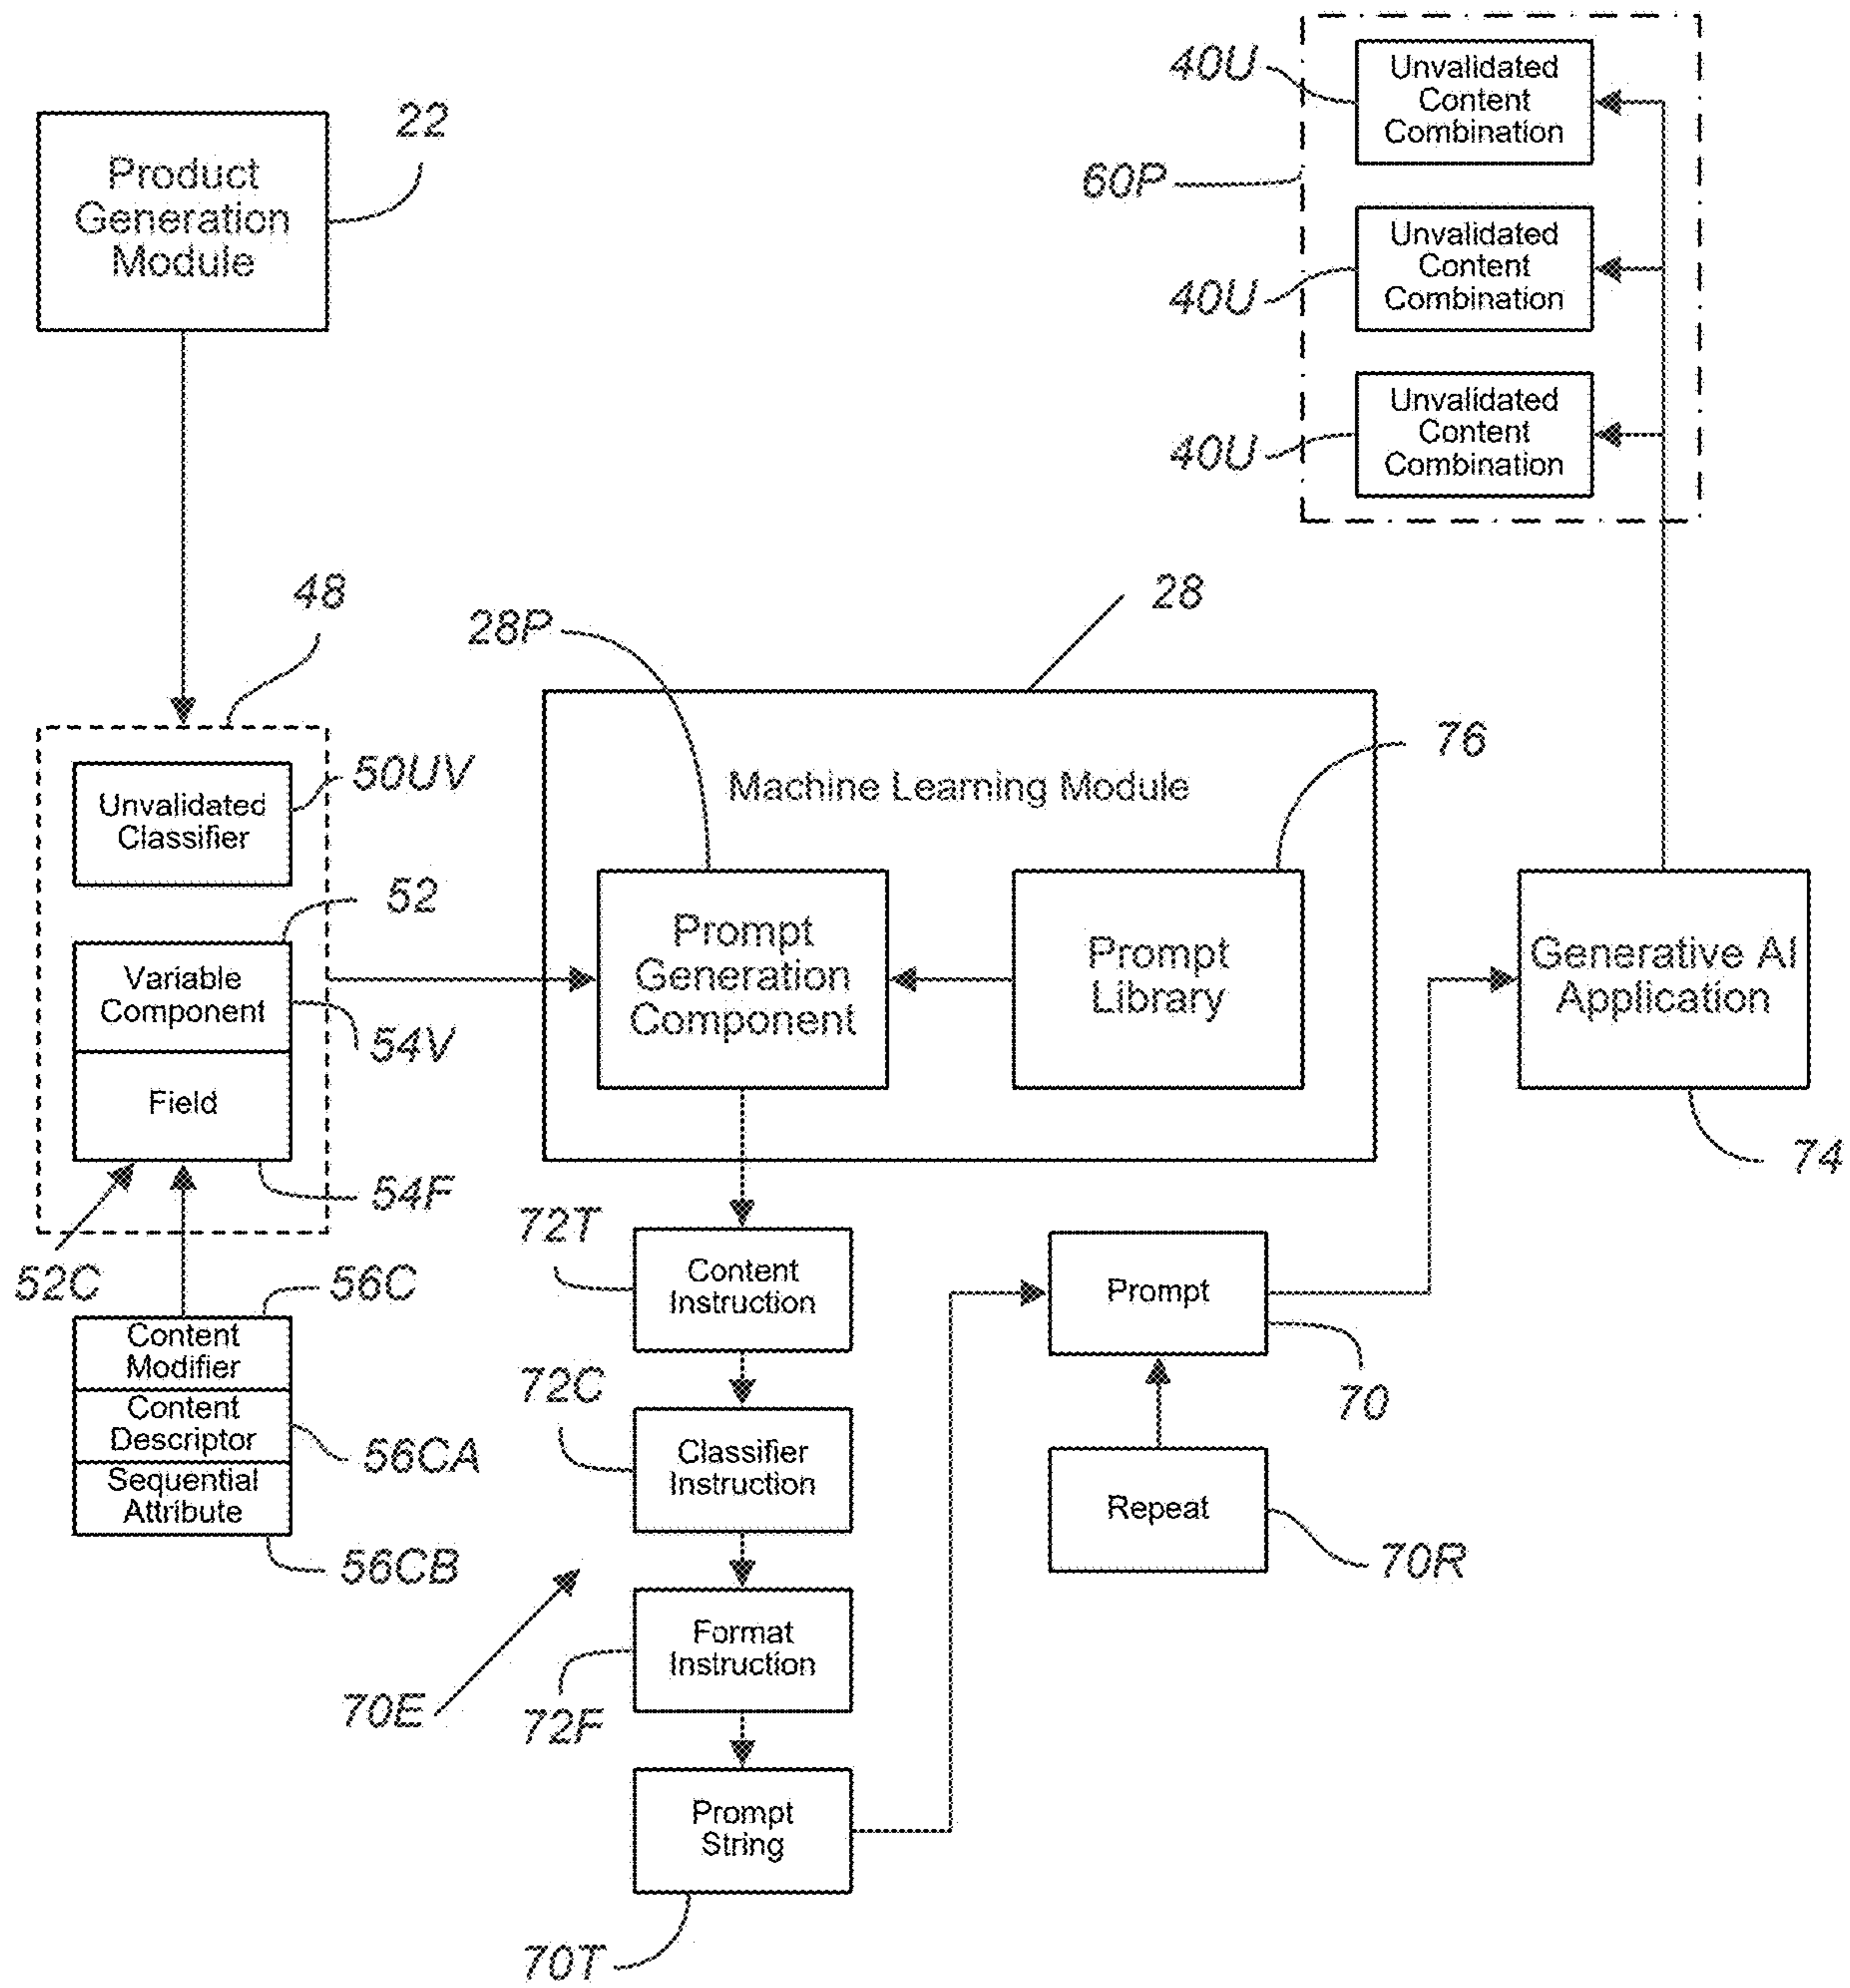 40U
Unvalidated
Content
Combination
22
Product
Generation
Module
60P
40U
Unvalidated
Content
Combination
40U
Unvalidated
Content
Combination
48
28P
28
76
50UV
Unvalidated
Classifier
Machine Learning Module
52
Variable
Component
54V
Field
54F
52C
Prompt
Generation
Component
Prompt
Library
Generative AI
Application
74
56C
Content
Modifier
Content
Descriptor
56CA
Sequential
Attribute
56CB
72T
Content
Instruction
Prompt
70
72C
Classifier
Instruction
Repeat
70R
70E
Format
Instruction
72F
Prompt
String
70T